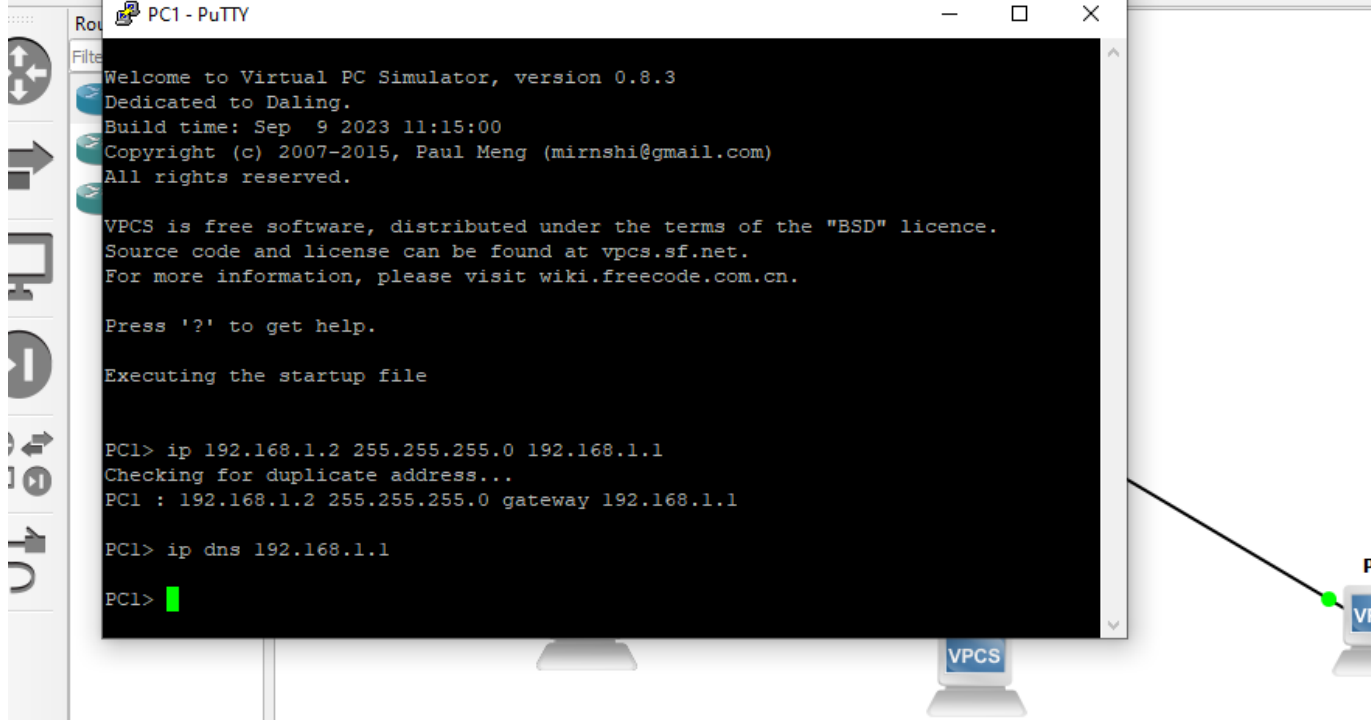 PC1 - PuTTY
Welcome to Virtual PC Simulator, version 0.8.3
Dedicated to Daling.
Build time: Sep  9 2023 11:15:00
Copyright (c) 2007-2015, Paul Meng (mirnshi@gmail.com)
All rights reserved.
VPCS is free software, distributed under the terms of the "BSD" licence.
Source code and license can be found at vpcs.sf.net.
For more information, please visit wiki.freecode.com.cn.
Press '?' to get help.
Executing the startup file
PC1> ip 192.168.1.2 255.255.255.0 192.168.1.1
Checking for duplicate address...
PC1 : 192.168.1.2 255.255.255.0 gateway 192.168.1.1
PC1> ip dns 192.168.1.1
PC1>
VPCS